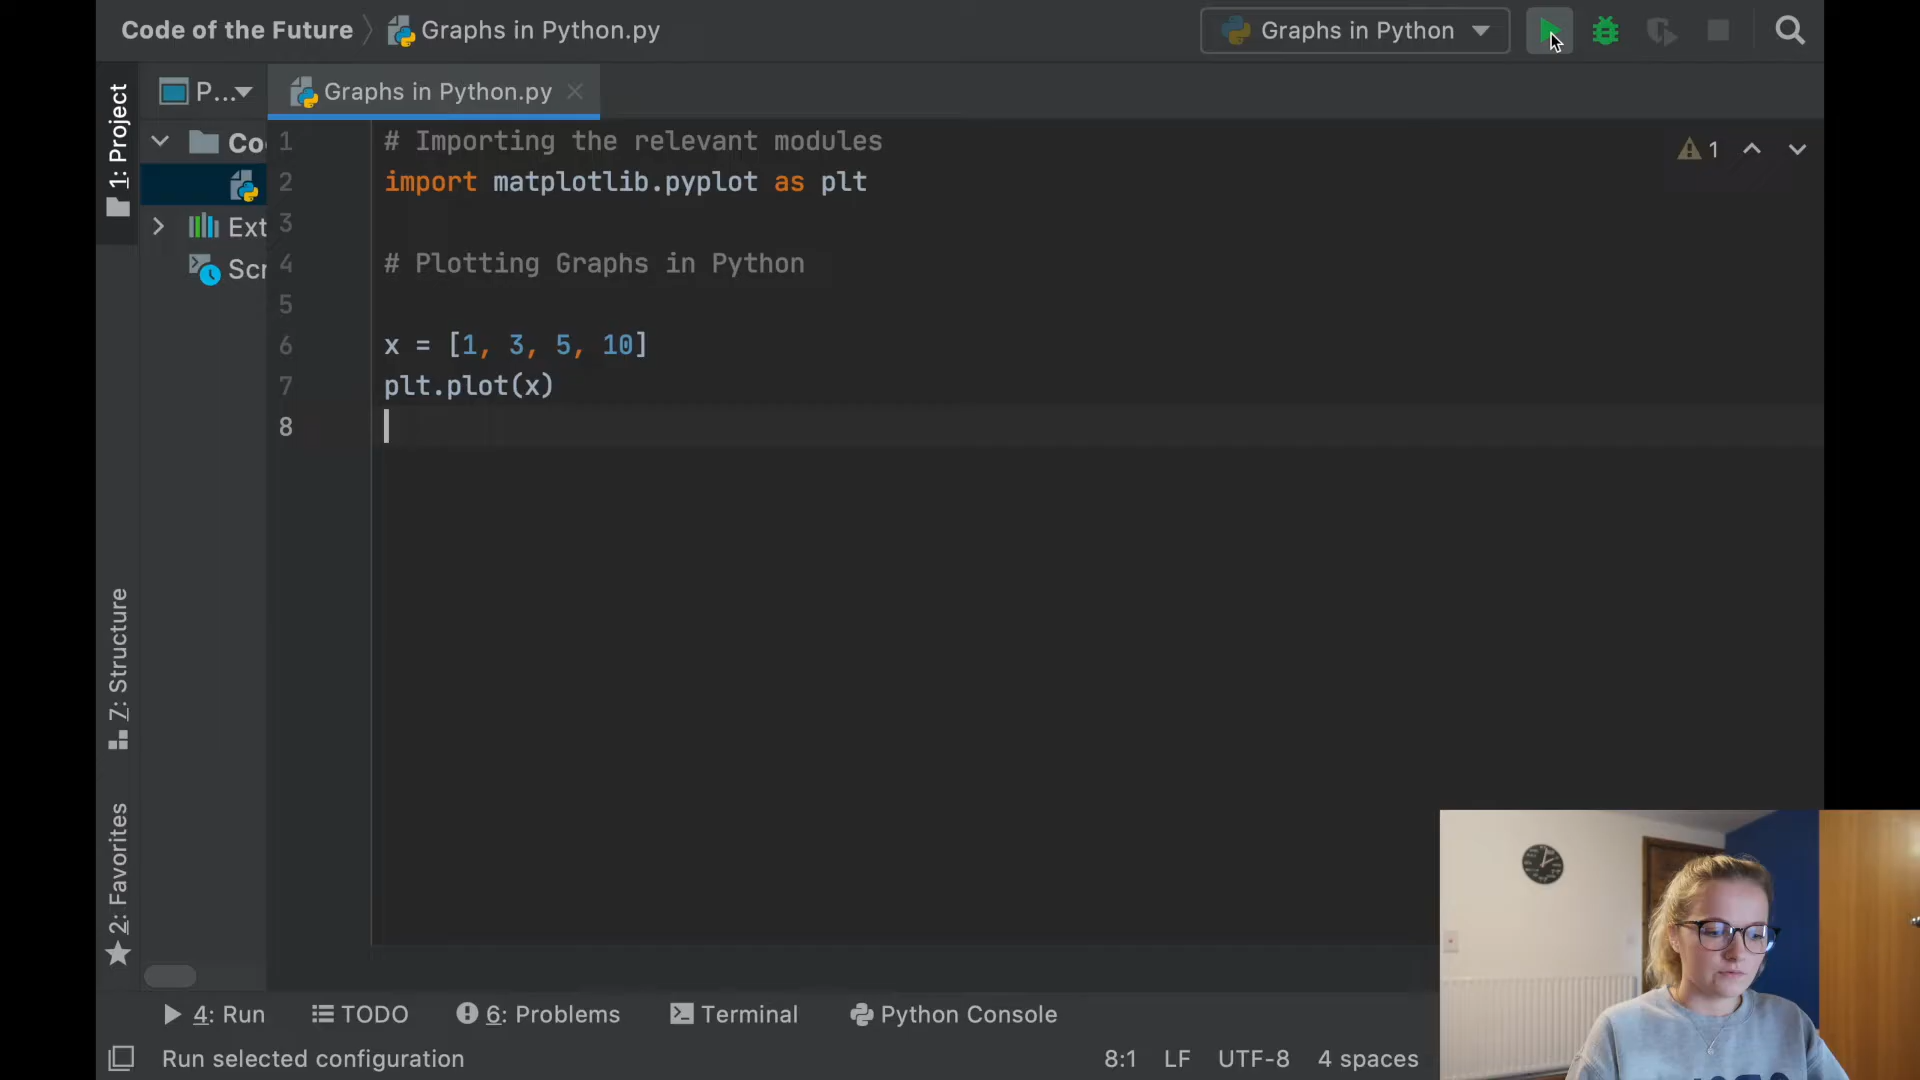 Code of the Future
Graphs in Python.py
Graphs in Python
1: Project
P...
Graphs in Python.py
1
Co
Ext
Scr
1 # Importing the relevant modules
2 import matplotlib.pyplot as plt
3
4 # Plotting Graphs in Python
5
6 x = [1, 3, 5, 10]
7 plt.plot(x)
8
7: Structure
2: Favorites
4: Run
TODO
6: Problems
Terminal
Python Console
Run selected configuration
8:1 LF UTF-8 4 spaces